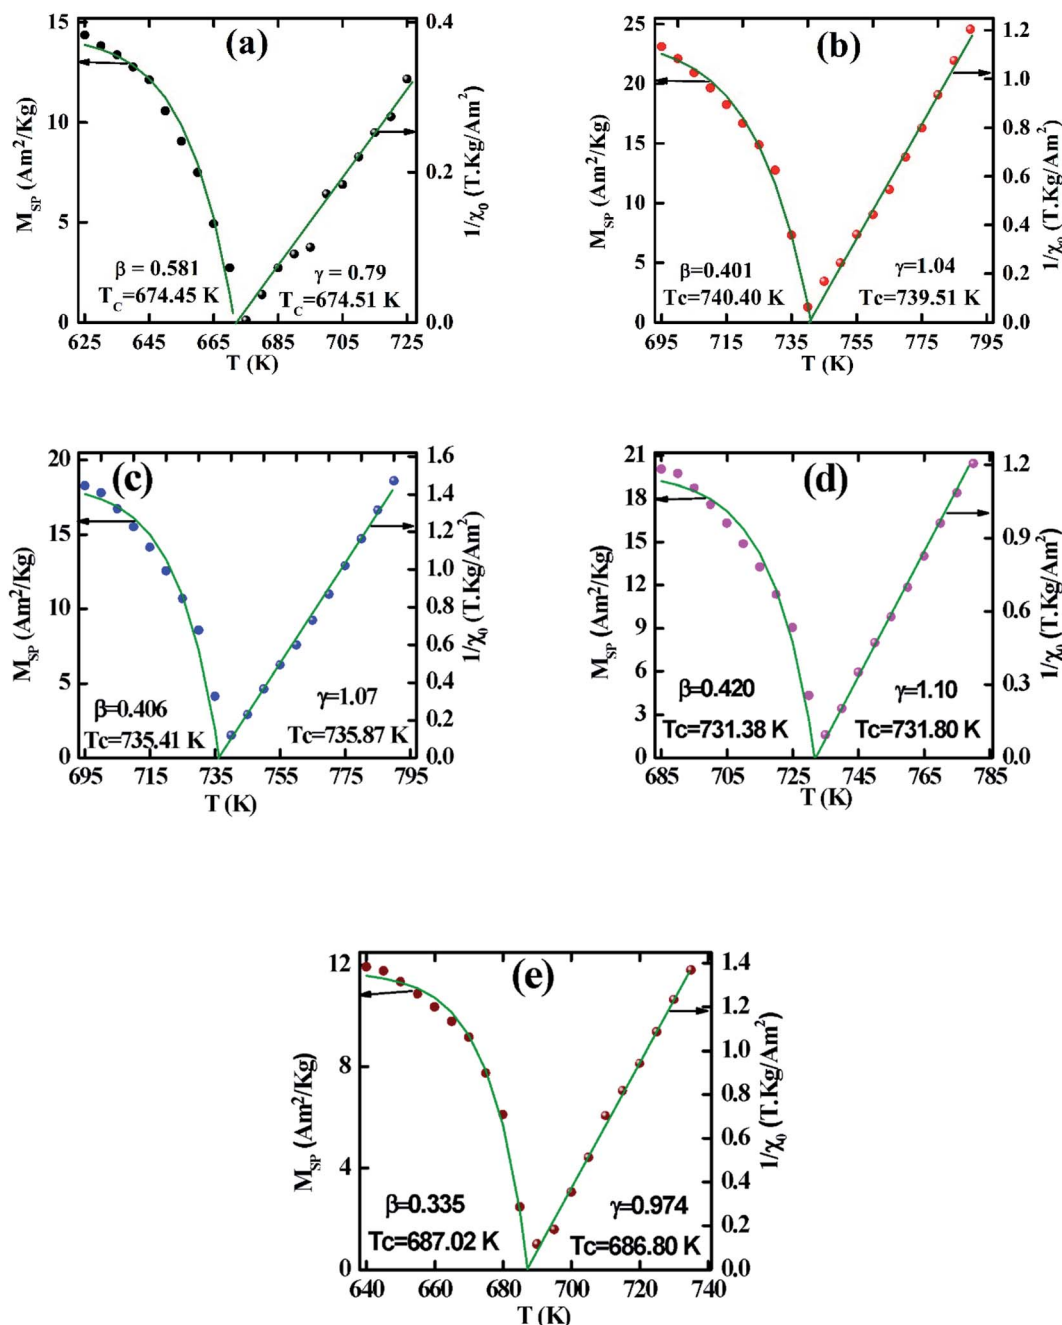 (a)
15
10
5
0
M_SP (Am²/Kg)
0.4
0.2
0.0
1/χ₀ (T.Kg/Am²)
β = 0.581
T_C=674.45 K
γ = 0.79
T_C=674.51 K
625 645 665 685 705 725
T (K)
(b)
25
20
15
10
5
0
M_SP (Am²/Kg)
1.2
1.0
0.8
0.6
0.4
0.2
0.0
1/χ₀ (T.Kg/Am²)
β=0.401
Tc=740.40 K
γ=1.04
Tc=739.51 K
695 715 735 755 775 795
T (K)
(c)
20
15
10
5
0
M_SP (Am²/Kg)
1.6
1.4
1.2
1.0
0.8
0.6
0.4
0.2
0.0
1/χ₀ (T.Kg/Am²)
β=0.406
Tc=735.41 K
γ=1.07
Tc=735.87 K
695 715 735 755 775 795
T (K)
(d)
21
18
15
12
9
6
3
0
M_SP (Am²/Kg)
1.2
0.9
0.6
0.3
0.0
1/χ₀ (T.Kg/Am²)
β=0.420
Tc=731.38 K
γ=1.10
Tc=731.80 K
685 705 725 745 765 785
T (K)
(e)
12
8
4
0
M_SP (Am²/Kg)
1.4
1.2
1.0
0.8
0.6
0.4
0.2
0.0
1/χ₀ (T.Kg/Am²)
β=0.335
Tc=687.02 K
γ=0.974
Tc=686.80 K
640 660 680 700 720 740
T (K)